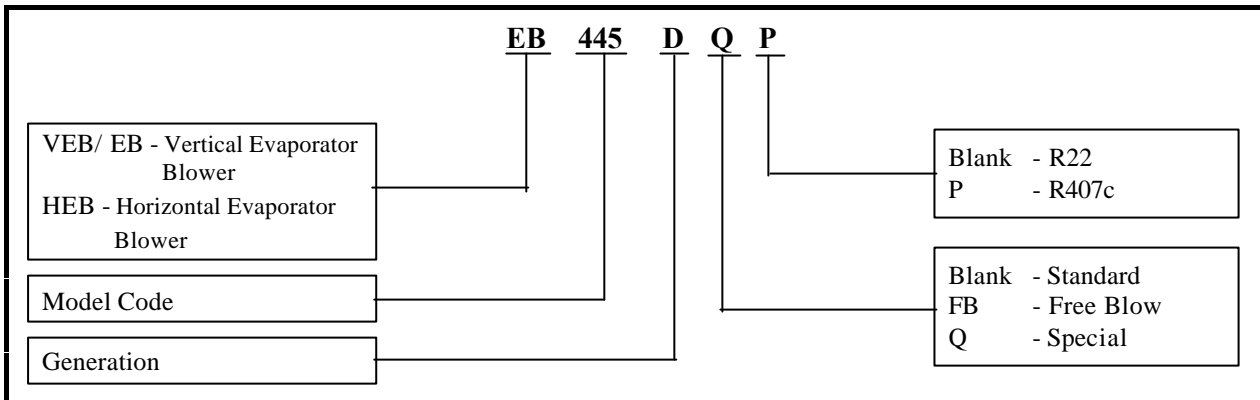 EB 445 D Q P
VEB/ EB - Vertical Evaporator
Blower
HEB - Horizontal Evaporator
Blower
Model Code
Generation
Blank - R22
P - R407c
Blank - Standard
FB - Free Blow
Q - Special